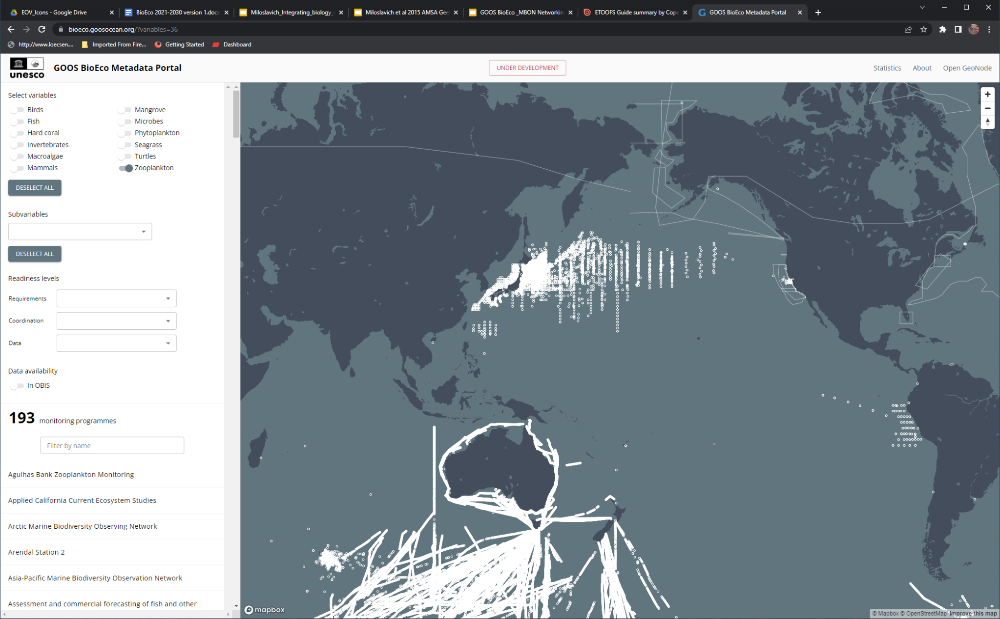 EOV_Icons - Google Drive
BioEco 2021-2030 version 1.docx
Miloslavich_Integrating_biology_
Miloslavich et al 2015 AMSA Gee
GOOS BioEco _MBON Networkin
ETOOFS Guide summary by Cope
GOOS BioEco Metadata Portal
bioeco.goosocean.org/?variables=36
http://www.loecsen....
Imported From Fire...
Getting Started
Dashboard
unesco
GOOS BioEco Metadata Portal
UNDER DEVELOPMENT
Statistics
About
Open GeoNode
Select variables
Birds
Mangrove
Fish
Microbes
Hard coral
Phytoplankton
Invertebrates
Seagrass
Macroalgae
Turtles
Mammals
Zooplankton
DESELECT ALL
Subvariables
DESELECT ALL
Readiness levels
Requirements
Coordination
Data
Data availability
In OBIS
193 monitoring programmes
Filter by name
Agulhas Bank Zooplankton Monitoring
Applied California Current Ecosystem Studies
Arctic Marine Biodiversity Observing Network
Arendal Station 2
Asia-Pacific Marine Biodiversity Observation Network
Assessment and commercial forecasting of fish and other
mapbox
© Mapbox © OpenStreetMap Improve this map